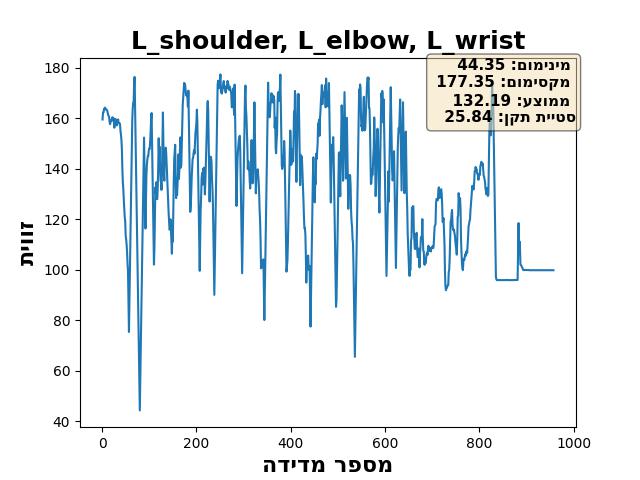 L_shoulder, L_elbow, L_wrist
מינימום: 44.35
מקסימום: 177.35
ממוצע: 132.19
סטיית תקן: 25.84
זווית
180
160
140
120
100
80
60
40
0 200 400 600 800 1000
מספר מדידה